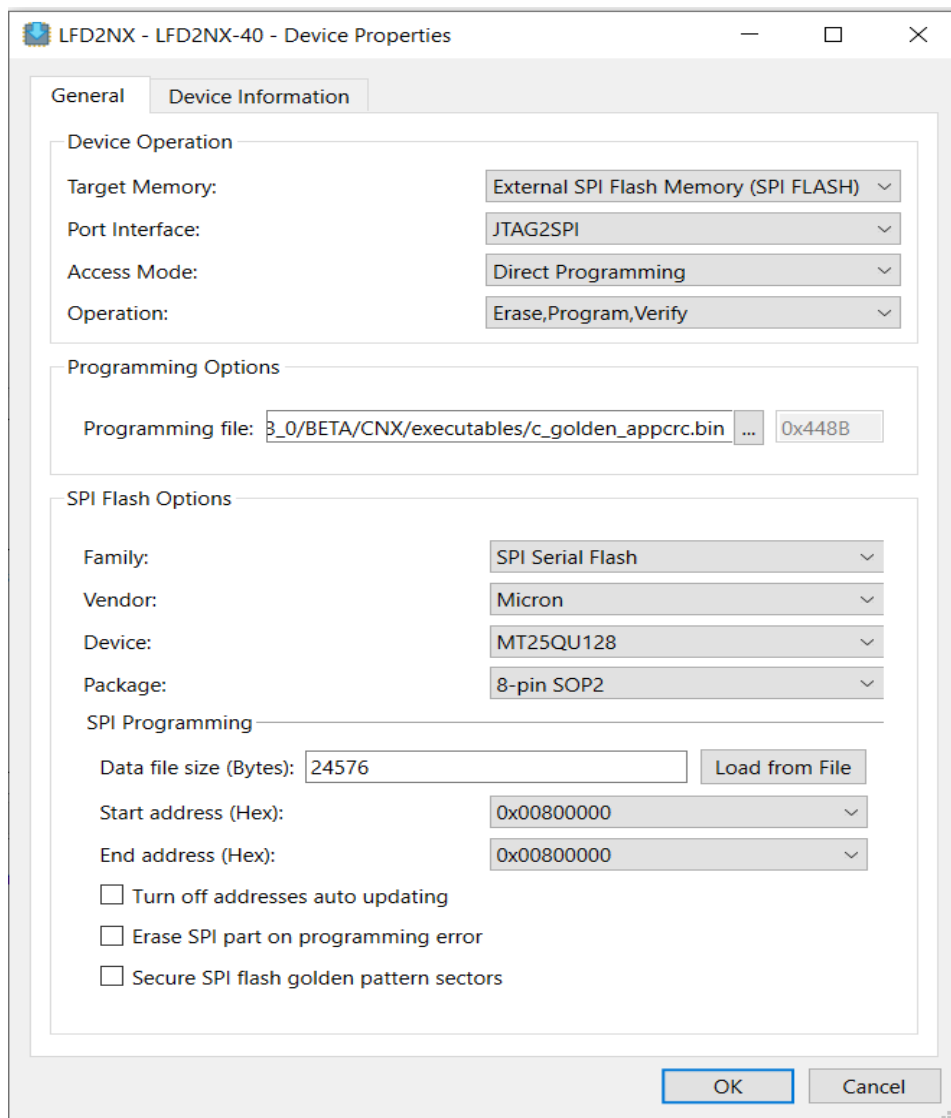 LFD2NX - LFD2NX-40 - Device Properties
General Device Information
Device Operation
Target Memory: External SPI Flash Memory (SPI FLASH)
Port Interface: JTAG2SPI
Access Mode: Direct Programming
Operation: Erase,Program,Verify
Programming Options
Programming file: 3_0/BETA/CNX/executables/c_golden_appcrc.bin ... 0x448B
SPI Flash Options
Family: SPI Serial Flash
Vendor: Micron
Device: MT25QU128
Package: 8-pin SOP2
SPI Programming
Data file size (Bytes): 24576 Load from File
Start address (Hex): 0x00800000
End address (Hex): 0x00800000
Turn off addresses auto updating
Erase SPI part on programming error
Secure SPI flash golden pattern sectors
OK Cancel